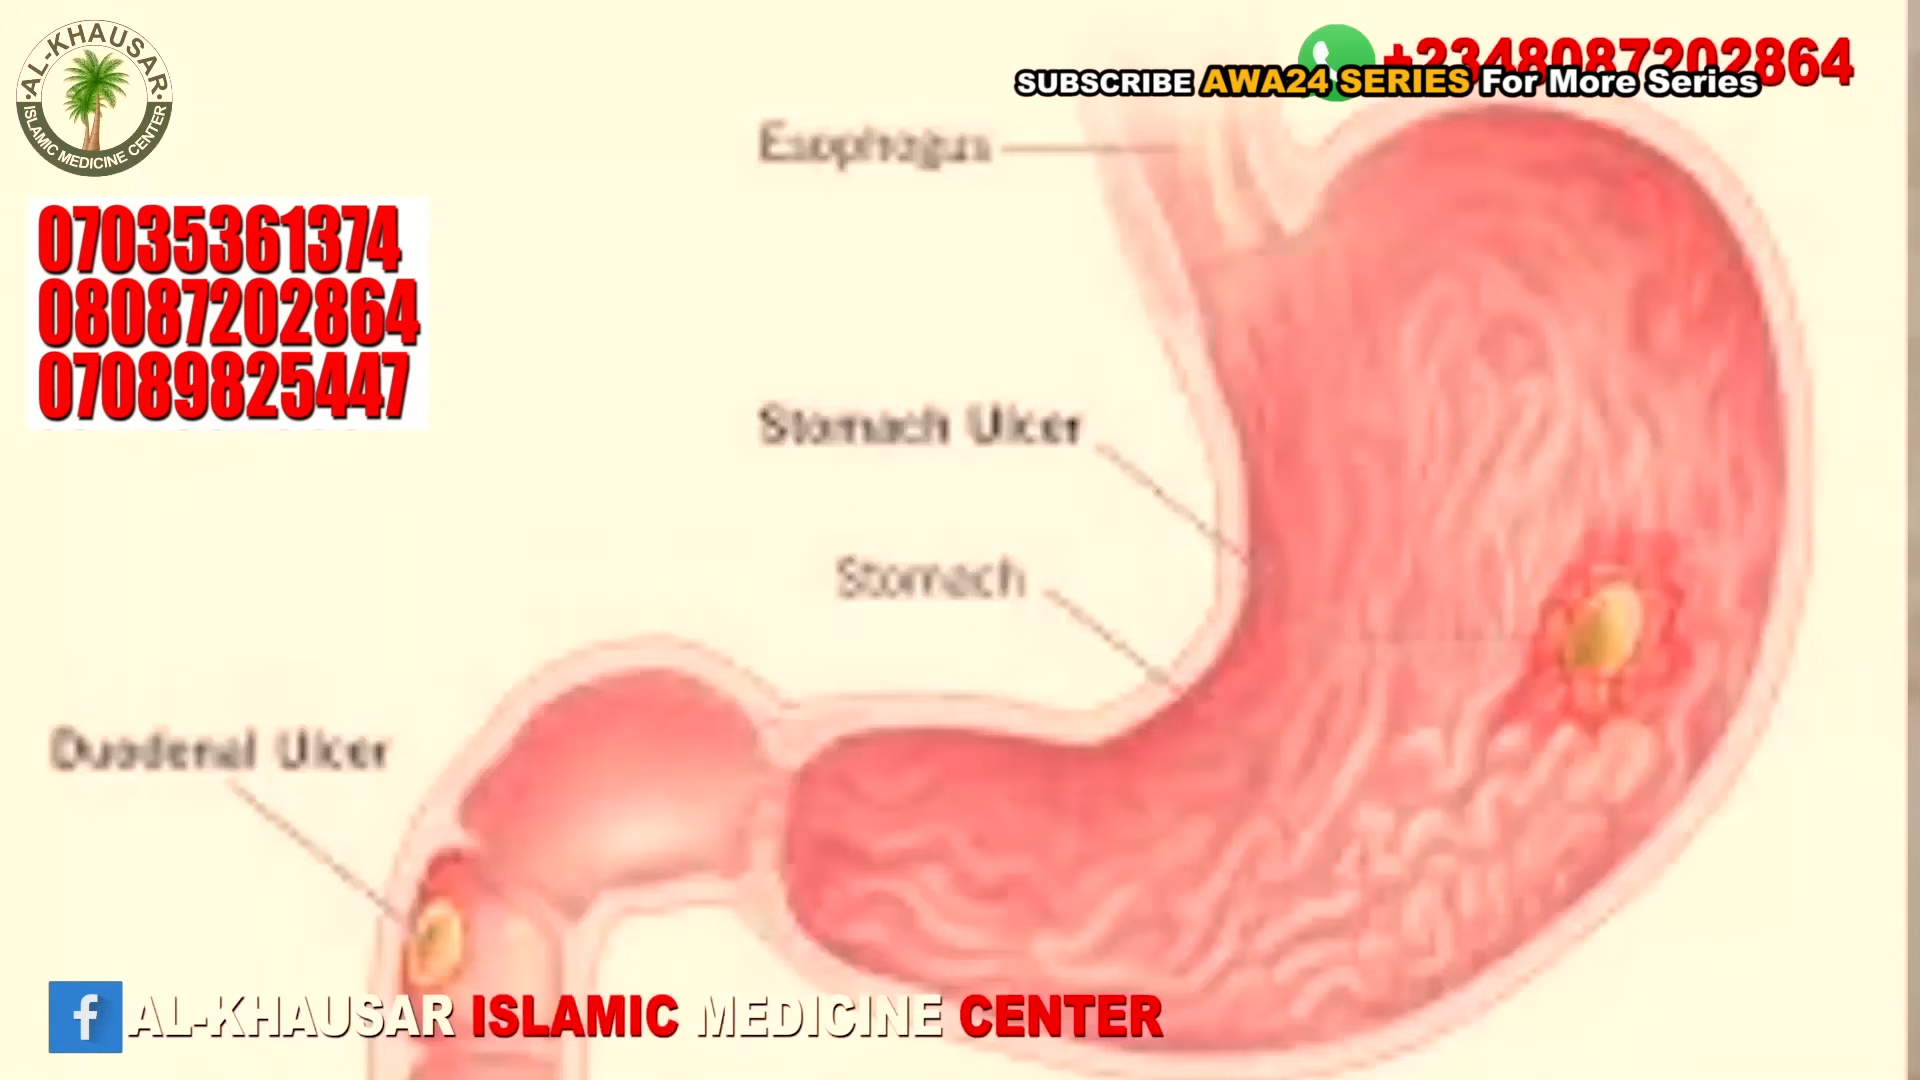 AL-KHAUSAR
ISLAMIC MEDICINE CENTER
+2348087202864
SUBSCRIBE AWA24 SERIES For More Series
07035361374
08087202864
07089825447
Esophagus
Stomach Ulcer
Stomach
Duodenal Ulcer
AL-KHAUSAR ISLAMIC MEDICINE CENTER